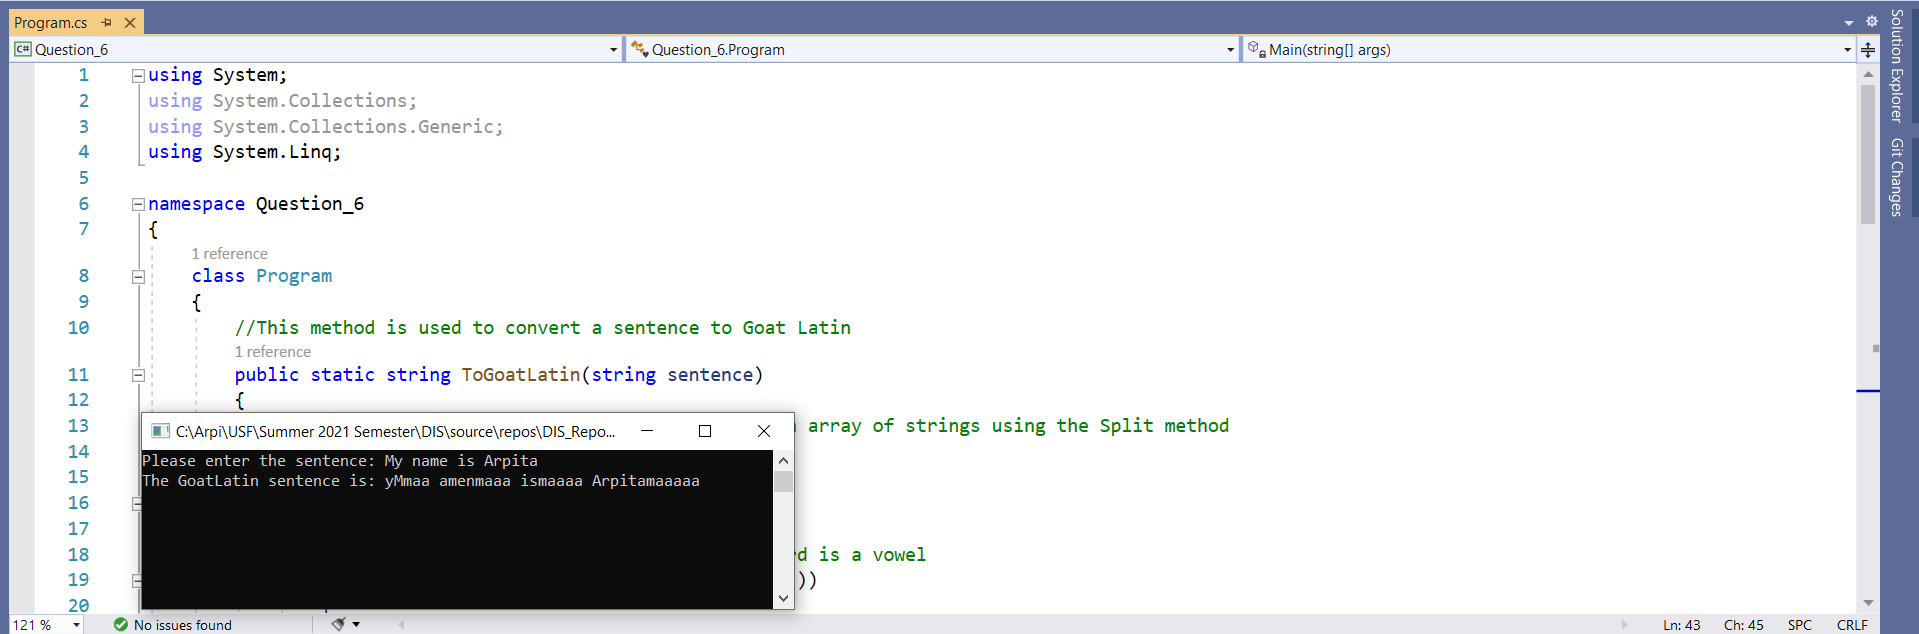 Program.cs
Question_6
Question_6.Program
Main(string[] args)
1 using System;
2 using System.Collections;
3 using System.Collections.Generic;
4 using System.Linq;
5
6 namespace Question_6
7 {
1 reference
8 class Program
9 {
10 //This method is used to convert a sentence to Goat Latin
1 reference
11 public static string ToGoatLatin(string sentence)
12 {
13 array of strings using the Split method
14
15
16
17
18 is a vowel
19 ))
20
C:\Arpi\USF\Summer 2021 Semester\DIS\source\repos\DIS_Repo...
Please enter the sentence: My name is Arpita
The GoatLatin sentence is: yMmaa amenmaaa ismaaaa Arpitamaaaaa
121 %
No issues found
Ln: 43 Ch: 45 SPC CRLF
Solution Explorer
Git Changes